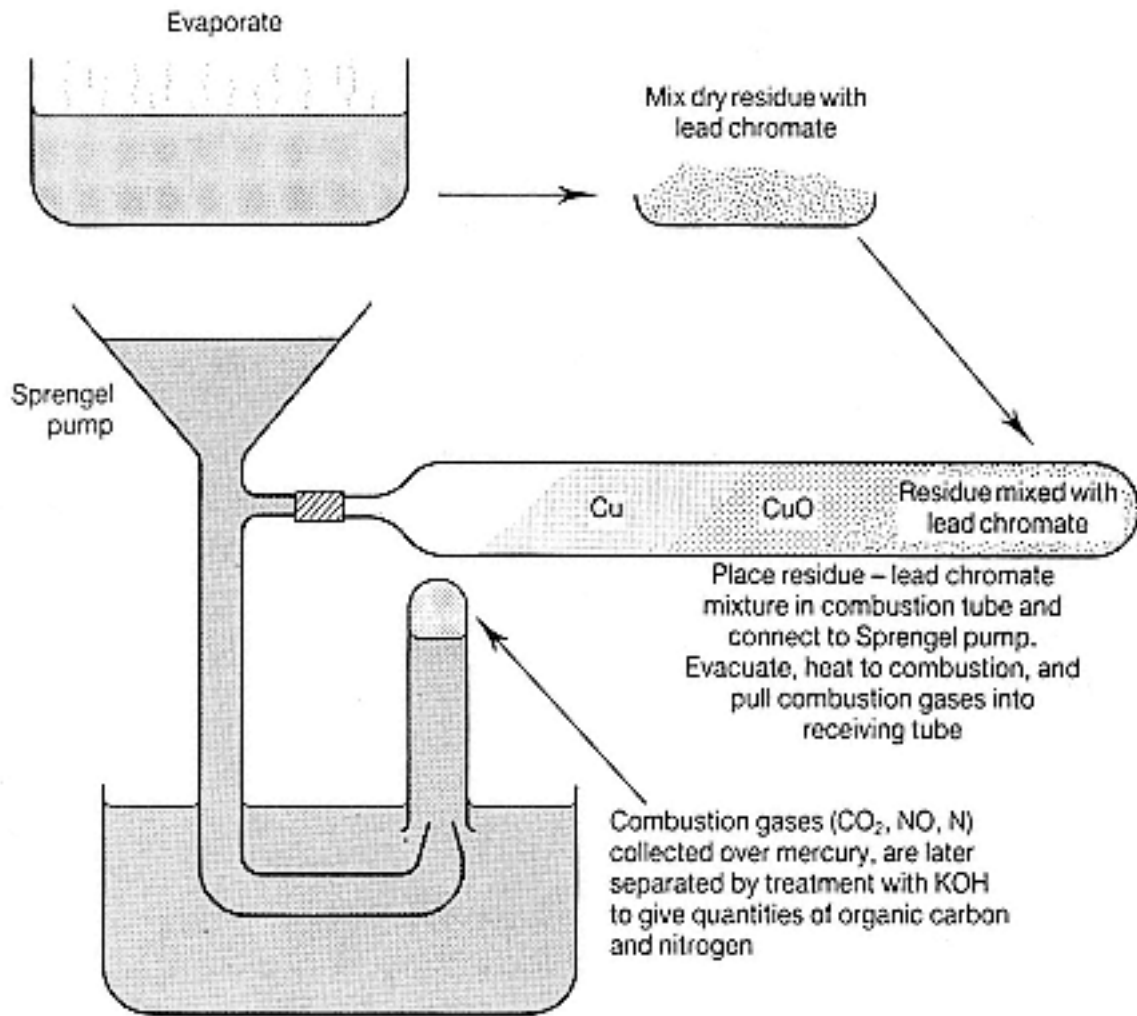 Evaporate
Mix dry residue with
lead chromate
Sprengel
pump
Cu
CuO
Residue mixed with
lead chromate
Place residue – lead chromate
mixture in combustion tube and
connect to Sprengel pump.
Evacuate, heat to combustion, and
pull combustion gases into
receiving tube
Combustion gases (CO₂, NO, N)
collected over mercury, are later
separated by treatment with KOH
to give quantities of organic carbon
and nitrogen